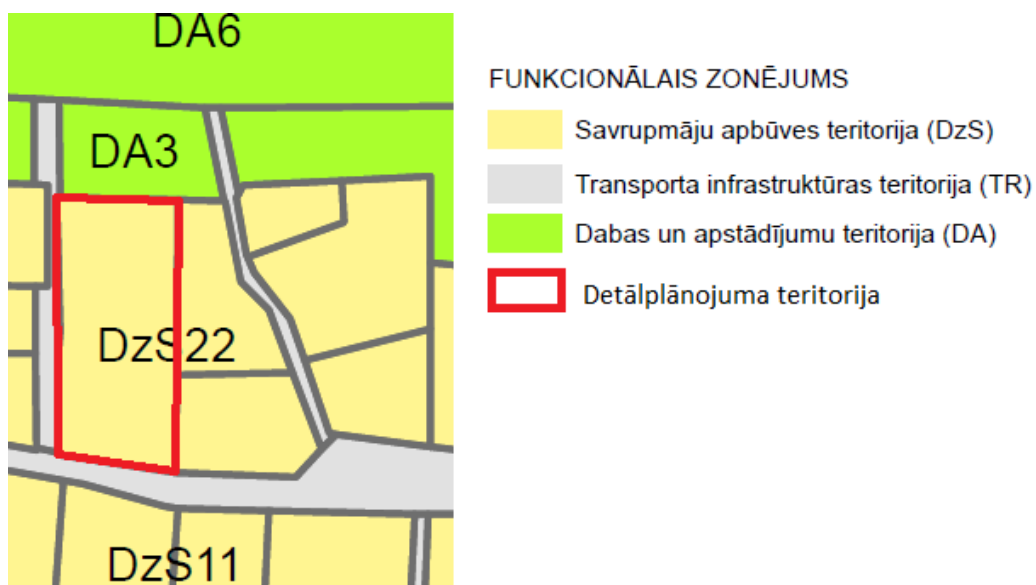 DA6
DA3
DzS22
DzS11
FUNKCIONĀLAIS ZONĒJUMS
Savrupmāju apbūves teritorija (DzS)
Transporta infrastruktūras teritorija (TR)
Dabas un apstādījumu teritorija (DA)
Detālplānojuma teritorija